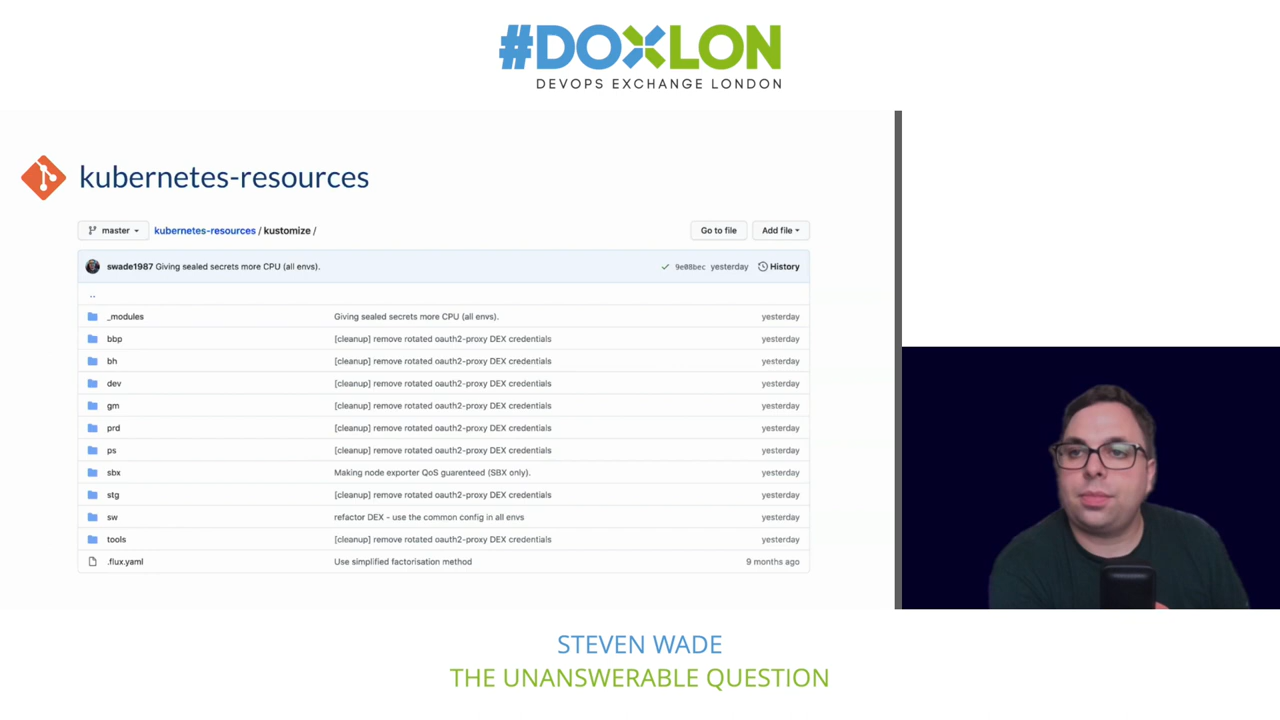 #DOXLON
DEVOPS EXCHANGE LONDON
kubernetes-resources
master kubernetes-resources / kustomize / Go to file Add file
swade1987 Giving sealed secrets more CPU (all envs). 9e08bec yesterday History
..
_modules Giving sealed secrets more CPU (all envs). yesterday
bbp [cleanup] remove rotated oauth2-proxy DEX credentials yesterday
bh [cleanup] remove rotated oauth2-proxy DEX credentials yesterday
dev [cleanup] remove rotated oauth2-proxy DEX credentials yesterday
gm [cleanup] remove rotated oauth2-proxy DEX credentials yesterday
prd [cleanup] remove rotated oauth2-proxy DEX credentials yesterday
ps [cleanup] remove rotated oauth2-proxy DEX credentials yesterday
sbx Making node exporter QoS guarenteed (SBX only). yesterday
stg [cleanup] remove rotated oauth2-proxy DEX credentials yesterday
sw refactor DEX - use the common config in all envs yesterday
tools [cleanup] remove rotated oauth2-proxy DEX credentials yesterday
.flux.yaml Use simplified factorisation method 9 months ago
STEVEN WADE
THE UNANSWERABLE QUESTION